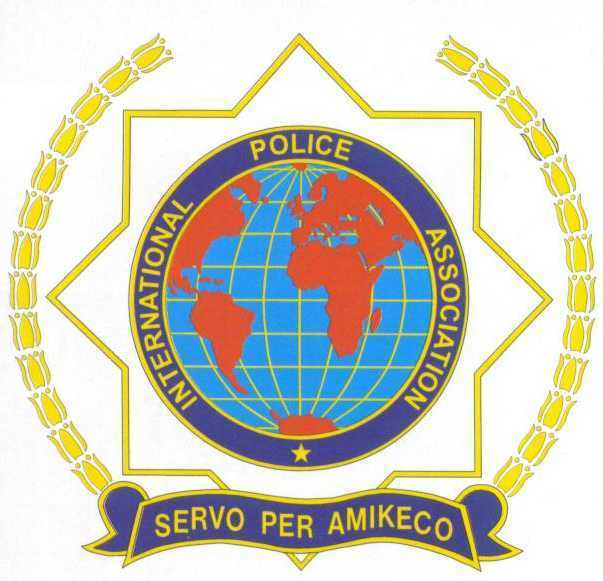 INTERNATIONAL POLICE ASSOCIATION
SERVO PER AMIKECO